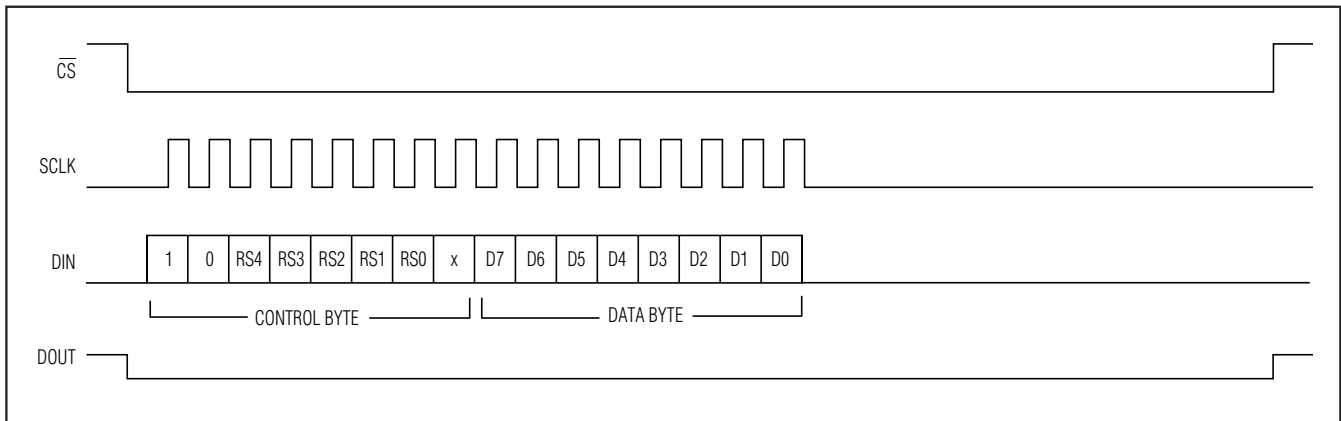 C̅S̅
SCLK
DIN 1 0 RS4 RS3 RS2 RS1 RS0 x D7 D6 D5 D4 D3 D2 D1 D0
CONTROL BYTE DATA BYTE
DOUT